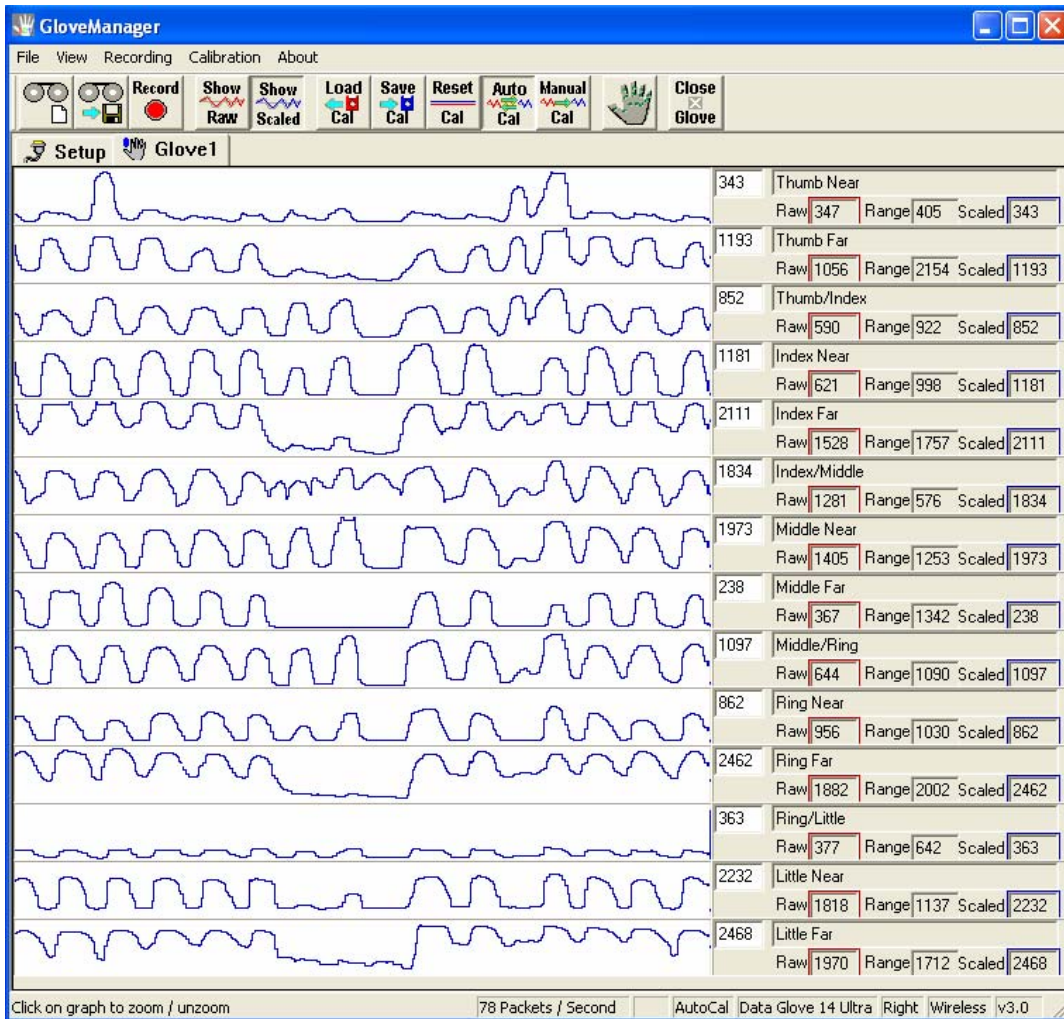 GloveManager
File View Recording Calibration About
Record Show Raw Show Scaled Load Cal Save Cal Reset Cal Auto Cal Manual Cal Close Glove
Setup Glove1
343 Thumb Near
Raw 347 Range 405 Scaled 343
1193 Thumb Far
Raw 1056 Range 2154 Scaled 1193
852 Thumb/Index
Raw 590 Range 922 Scaled 852
1181 Index Near
Raw 621 Range 998 Scaled 1181
2111 Index Far
Raw 1528 Range 1757 Scaled 2111
1834 Index/Middle
Raw 1281 Range 576 Scaled 1834
1973 Middle Near
Raw 1405 Range 1253 Scaled 1973
238 Middle Far
Raw 367 Range 1342 Scaled 238
1097 Middle/Ring
Raw 644 Range 1090 Scaled 1097
862 Ring Near
Raw 956 Range 1030 Scaled 862
2462 Ring Far
Raw 1882 Range 2002 Scaled 2462
363 Ring/Little
Raw 377 Range 642 Scaled 363
2232 Little Near
Raw 1818 Range 1137 Scaled 2232
2468 Little Far
Raw 1970 Range 1712 Scaled 2468
Click on graph to zoom / unzoom 78 Packets / Second AutoCal Data Glove 14 Ultra Right Wireless v3.0